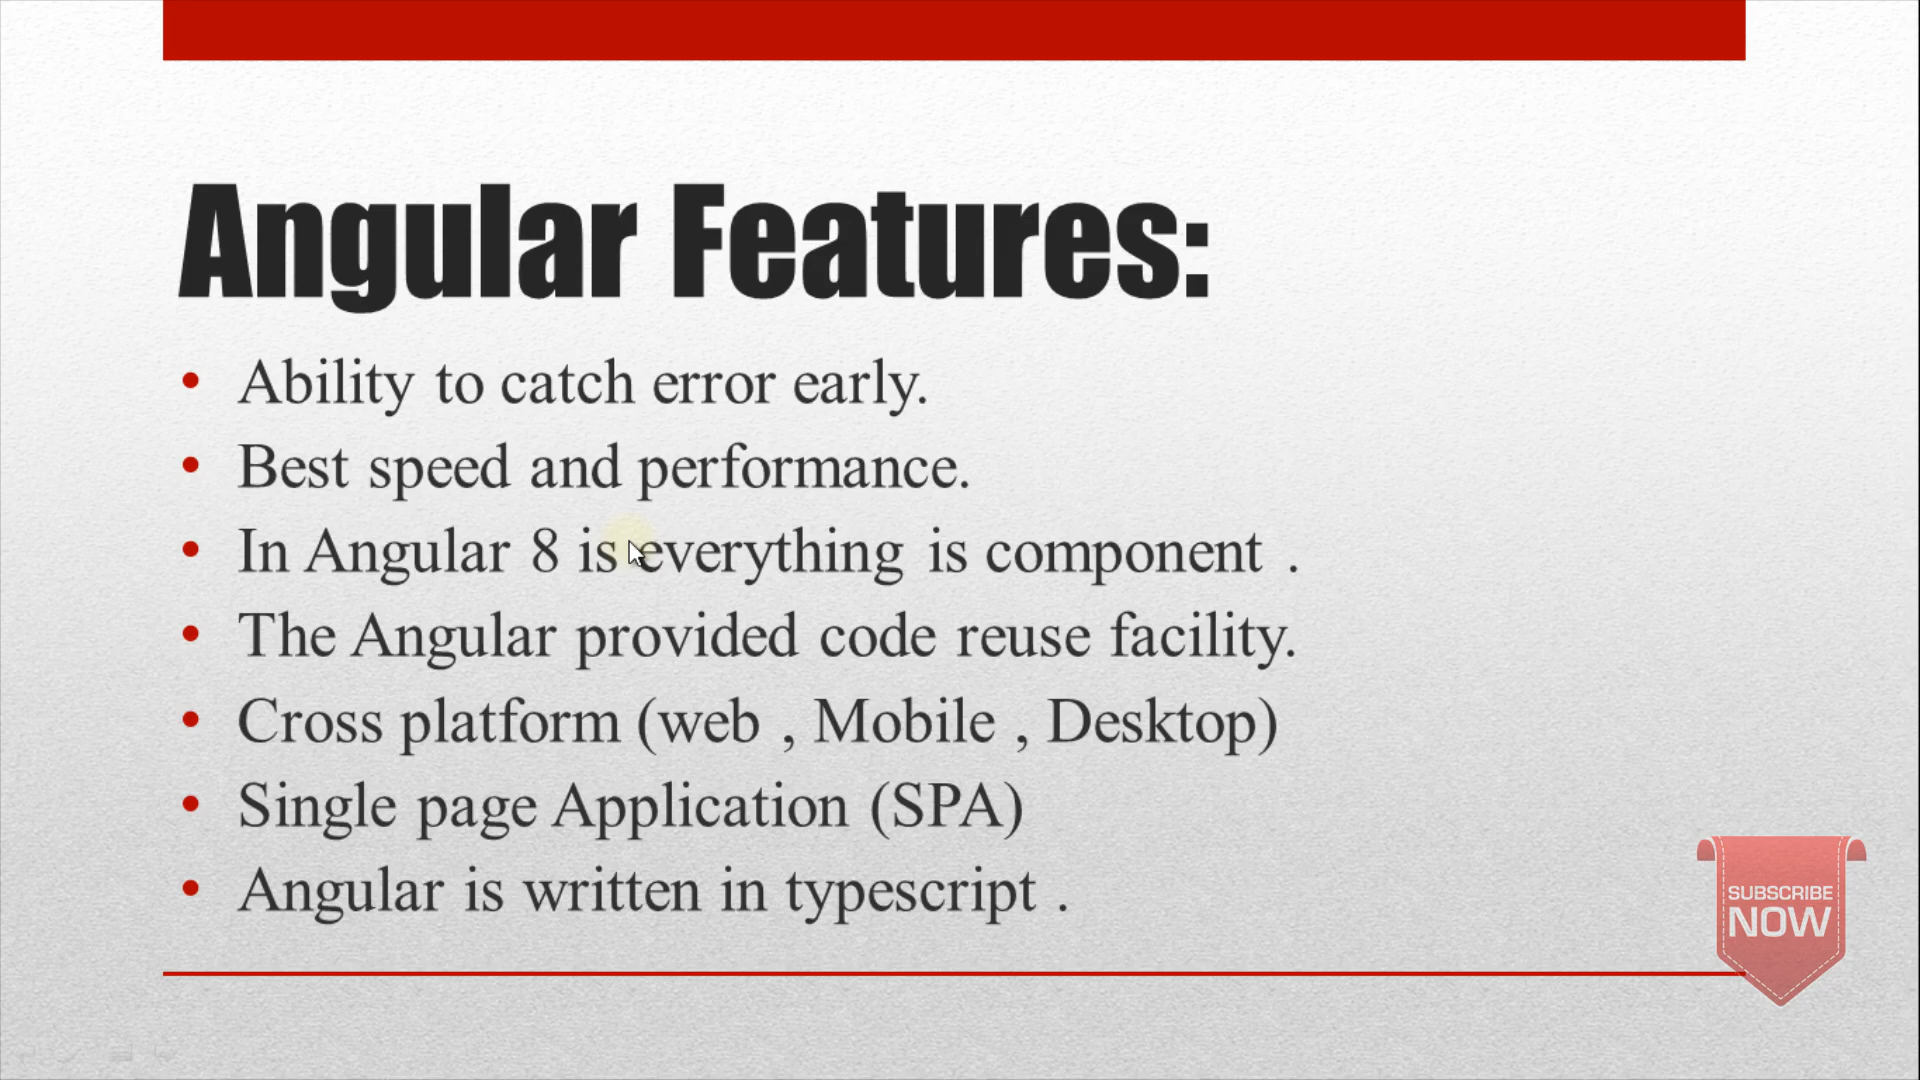 Angular Features:
• Ability to catch error early.
• Best speed and performance.
• In Angular 8 is everything is component .
• The Angular provided code reuse facility.
• Cross platform (web , Mobile , Desktop)
• Single page Application (SPA)
• Angular is written in typescript .
SUBSCRIBE
NOW